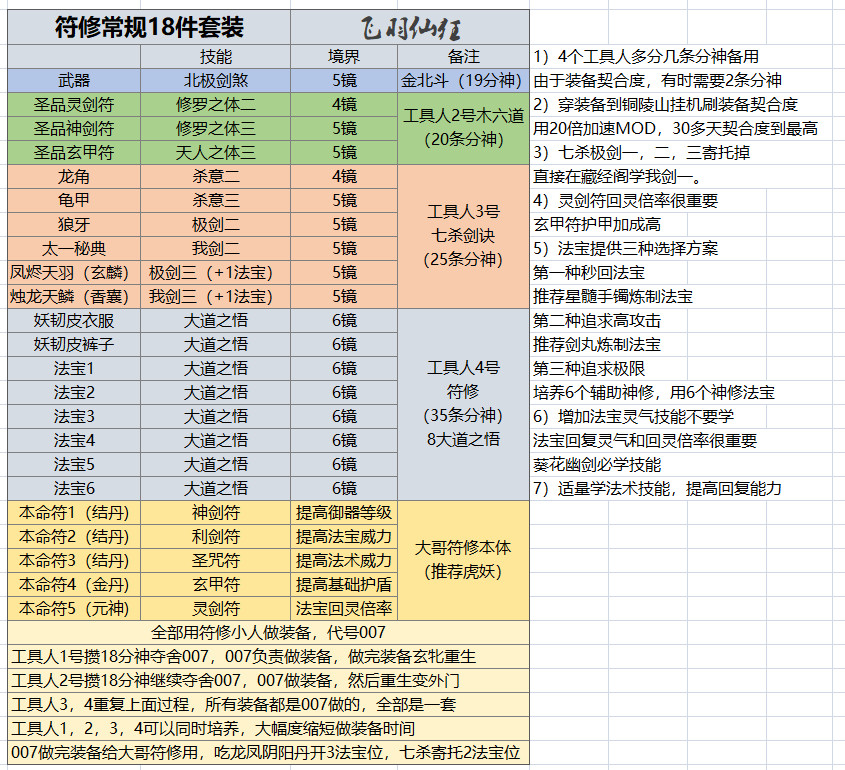 符修常规18件套装 飞羽仙狂
技能 境界 备注 1）4个工具人多分几条分神备用
武器 北极剑煞 5镜 金北斗（19分神） 由于装备契合度，有时需要2条分神
圣品灵剑符 修罗之体二 4镜 2）穿装备到铜陵山挂机刷装备契合度
工具人2号木六道
圣品神剑符 修罗之体三 5镜 用20倍加速MOD，30多天契合度到最高
(20条分神)
圣品玄甲符 天人之体三 5镜 3）七杀极剑一，二，三寄托掉
龙角 杀意二 4镜 直接在藏经阁学我剑一。
龟甲 杀意三 5镜 4）灵剑符回灵倍率很重要
工具人3号
狼牙 极剑二 5镜 玄甲符护甲加成高
七杀剑诀
太一秘典 我剑二 5镜 5）法宝提供三种选择方案
(25条分神)
凤烬天羽（玄麟） 极剑三（+1法宝） 5镜 第一种秒回法宝
烛龙天鳞（香囊） 我剑三（+1法宝） 5镜 推荐星髓手镯炼制法宝
妖韧皮衣服 大道之悟 6镜 第二种追求高攻击
妖韧皮裤子 大道之悟 6镜 推荐剑丸炼制法宝
法宝1 大道之悟 6镜 工具人4号 第三种追求极限
法宝2 大道之悟 6镜 符修 培养6个辅助神修，用6个神修法宝
法宝3 大道之悟 6镜 (35条分神) 6）增加法宝灵气技能不要学
法宝4 大道之悟 6镜 8大道之悟 法宝回复灵气和回灵倍率很重要
法宝5 大道之悟 6镜 葵花幽剑必学技能
法宝6 大道之悟 6镜 7）适量学法术技能，提高回复能力
本命符1（结丹) 神剑符 提高御器等级
本命符2（结丹) 利剑符 提高法宝威力
大哥符修本体
本命符3（结丹) 圣咒符 提高法术威力
(推荐虎妖)
本命符4（金丹) 玄甲符 提高基础护盾
本命符5（元神) 灵剑符 法宝回灵倍率
全部用符修小人做装备，代号007
工具人1号攒18分神夺舍007，007负责做装备，做完装备玄牝重生
工具人2号攒18分神继续夺舍007，007做装备，然后重生变外门
工具人3，4重复上面过程，所有装备都是007做的，全部是一套
工具人1，2，3，4可以同时培养，大幅度缩短做装备时间
007做完装备给大哥符修用，吃龙凤阴阳丹开3法宝位，七杀寄托2法宝位